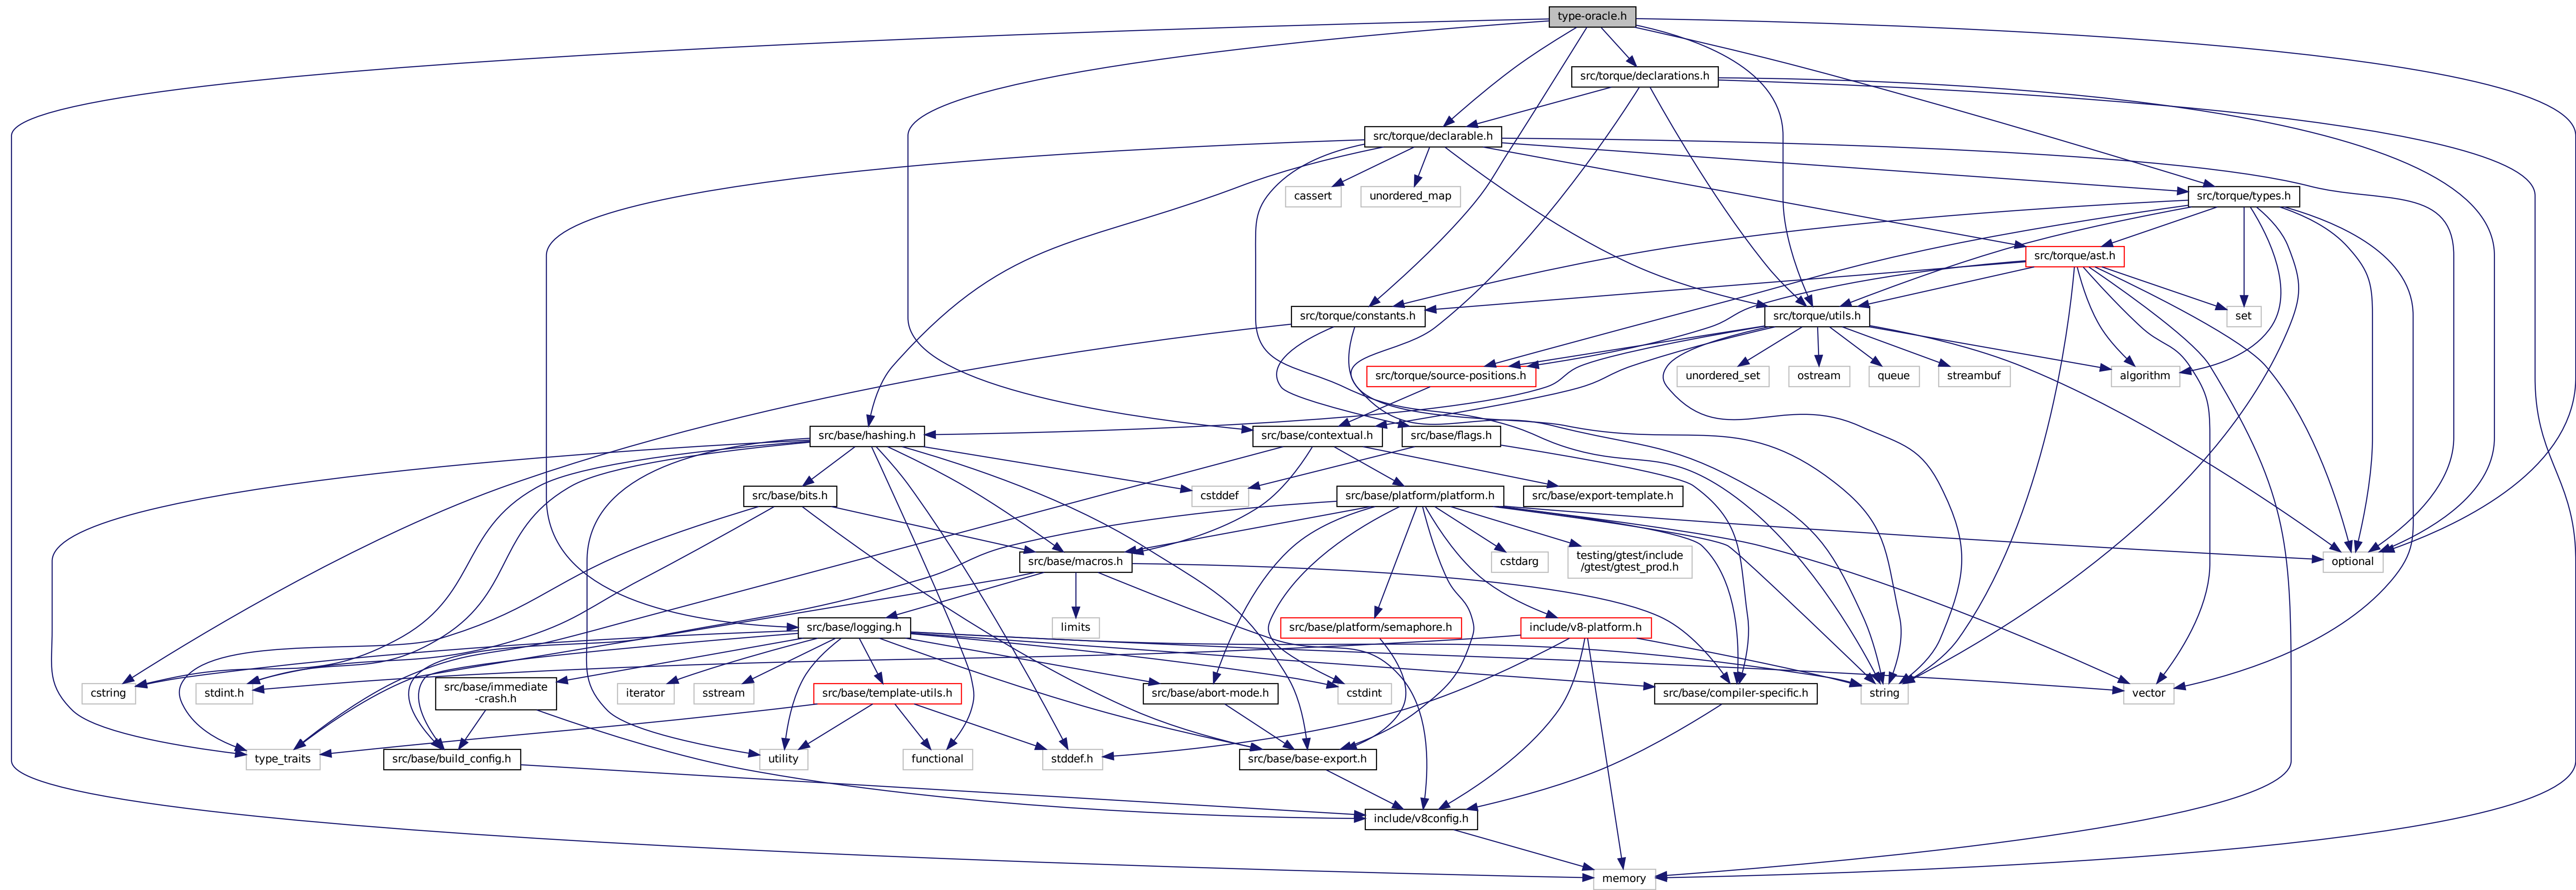 type-oracle.h
src/torque/declarations.h
src/torque/declarable.h
cassert
unordered_map
src/torque/types.h
src/torque/ast.h
src/torque/constants.h
src/torque/utils.h
set
src/torque/source-positions.h
unordered_set
ostream
queue
streambuf
algorithm
src/base/hashing.h
src/base/contextual.h
src/base/flags.h
src/base/bits.h
cstddef
src/base/platform/platform.h
src/base/export-template.h
src/base/macros.h
cstdarg
testing/gtest/include
/gtest/gtest_prod.h
optional
src/base/logging.h
limits
src/base/platform/semaphore.h
include/v8-platform.h
cstring
stdint.h
src/base/immediate
-crash.h
iterator
sstream
src/base/template-utils.h
src/base/abort-mode.h
cstdint
src/base/compiler-specific.h
string
vector
type_traits
src/base/build_config.h
utility
functional
stddef.h
src/base/base-export.h
include/v8config.h
memory